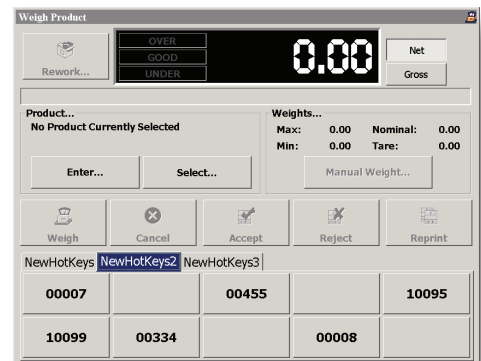 Weigh Product
OVER
GOOD
UNDER
0.00
Net
Gross
Rework...
Product...
No Product Currently Selected
Enter...
Select...
Weights...
Max: 0.00 Nominal: 0.00
Min: 0.00 Tare: 0.00
Manual Weight...
Weigh Cancel Accept Reject Reprint
NewHotKeys NewHotKeys2 NewHotKeys3
00007 00455 10095
10099 00334 00008